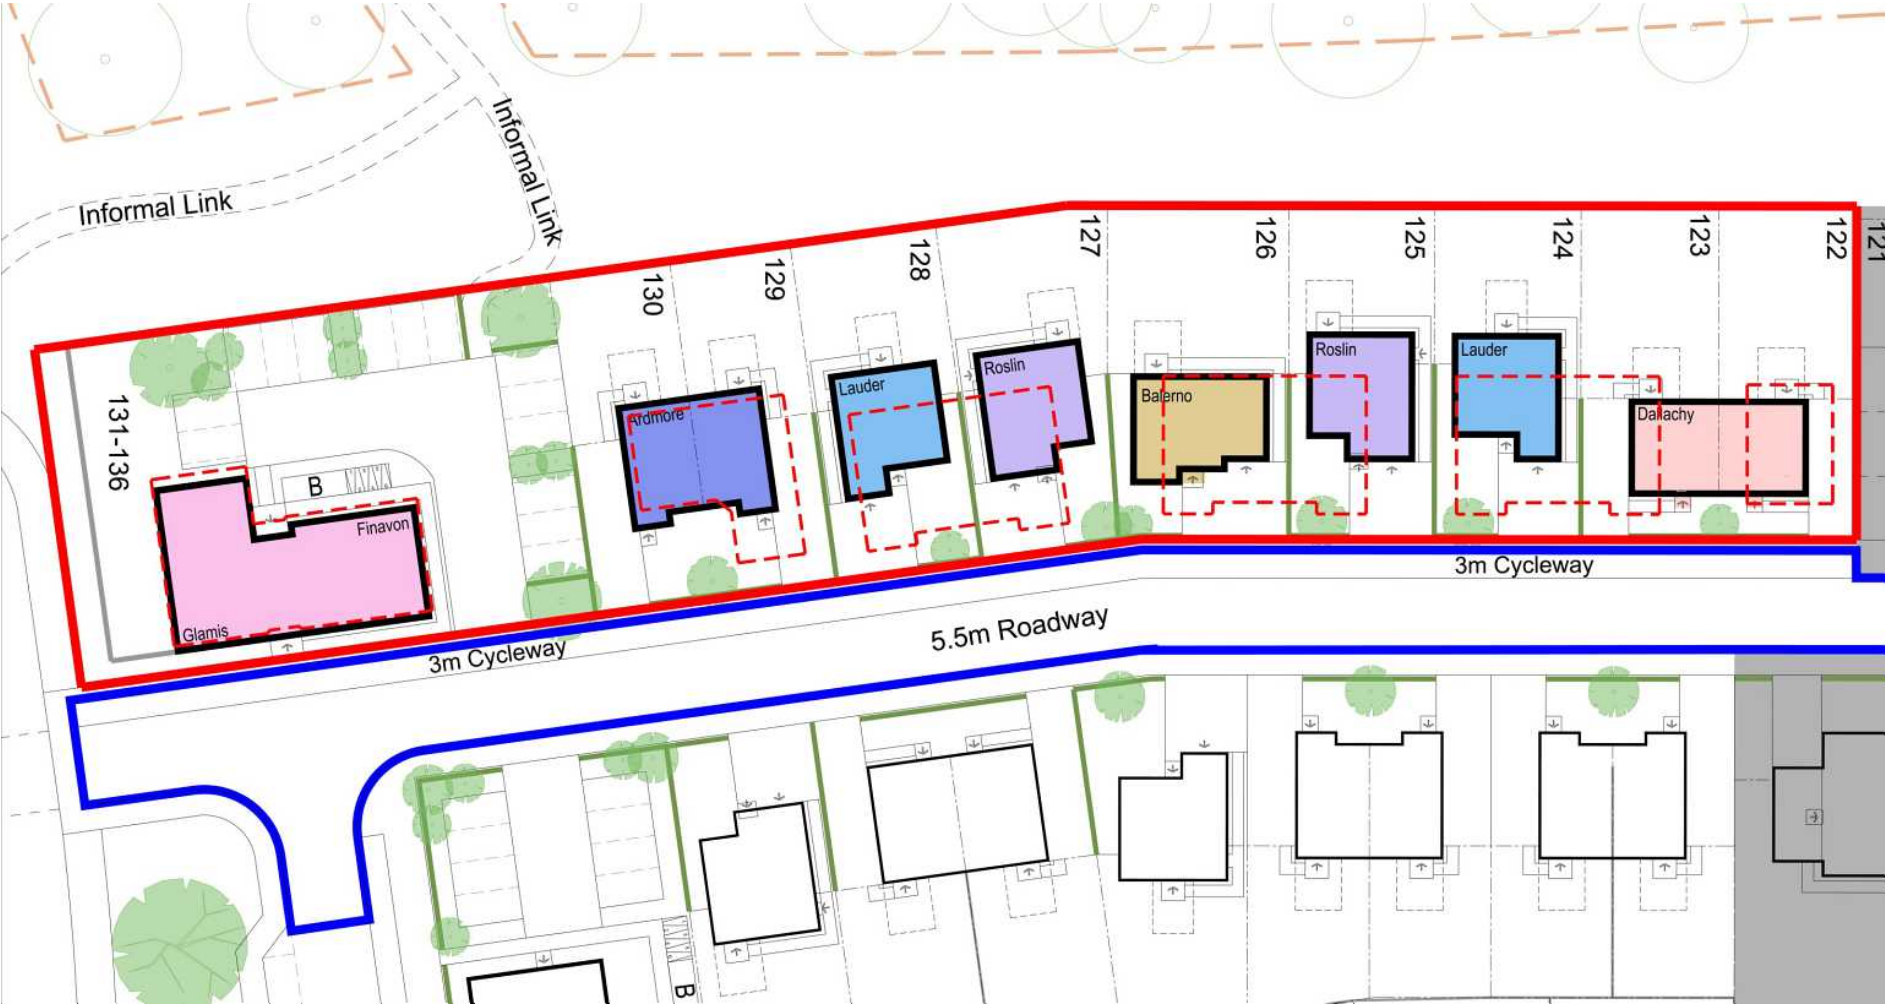 Informal Link
Informal Link
127
126
125
124
123
122
121
128
129
130
131-136
Roslin
Lauder
Roslin
Lauder
Balerno
Ardmore
Dallachy
B
Finavon
Glamis
3m Cycleway
5.5m Roadway
3m Cycleway
B